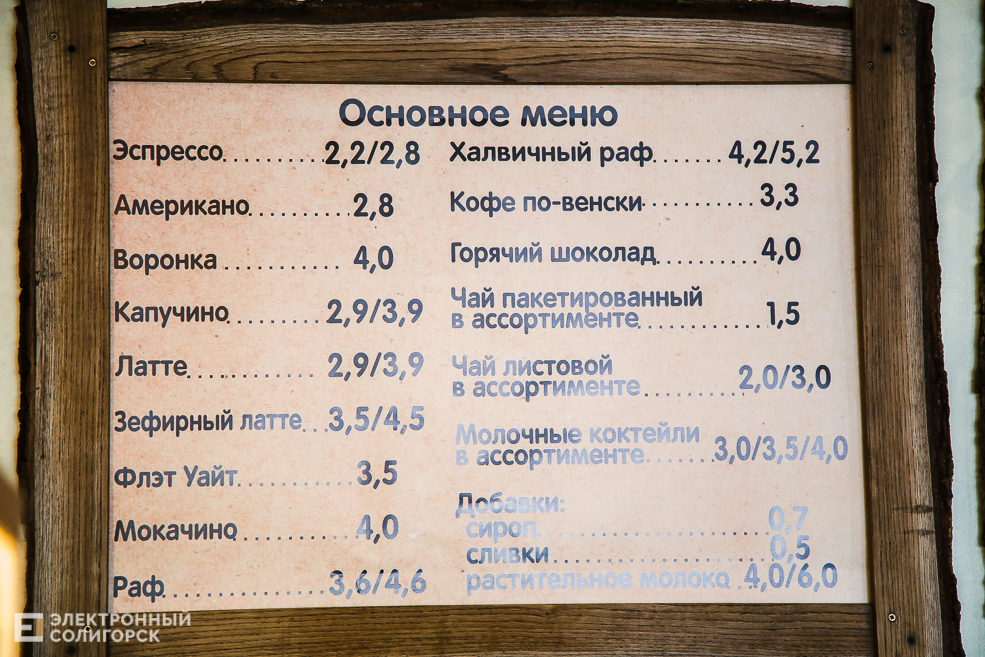 Основное меню
Эспрессо.........2,2/2,8
Американо.........2,8
Воронка............4,0
Капучино.........2,9/3,9
Латте............2,9/3,9
Зефирный латте...3,5/4,5
Флэт Уайт..........3,5
Мокачино..........4,0
Раф..............3,6/4,6
Халвичный раф.......4,2/5,2
Кофе по-венски..........3,3
Горячий шоколад.........4,0
Чай пакетированный
в ассортименте...........1,5
Чай листовой
в ассортименте.........2,0/3,0
Молочные коктейли
в ассортименте......3,0/3,5/4,0
Добавки:
сироп....................0,7
сливки...................0,5
растительное молоко..4,0/6,0
Е ЭЛЕКТРОННЫЙ
СОЛИГОРСК